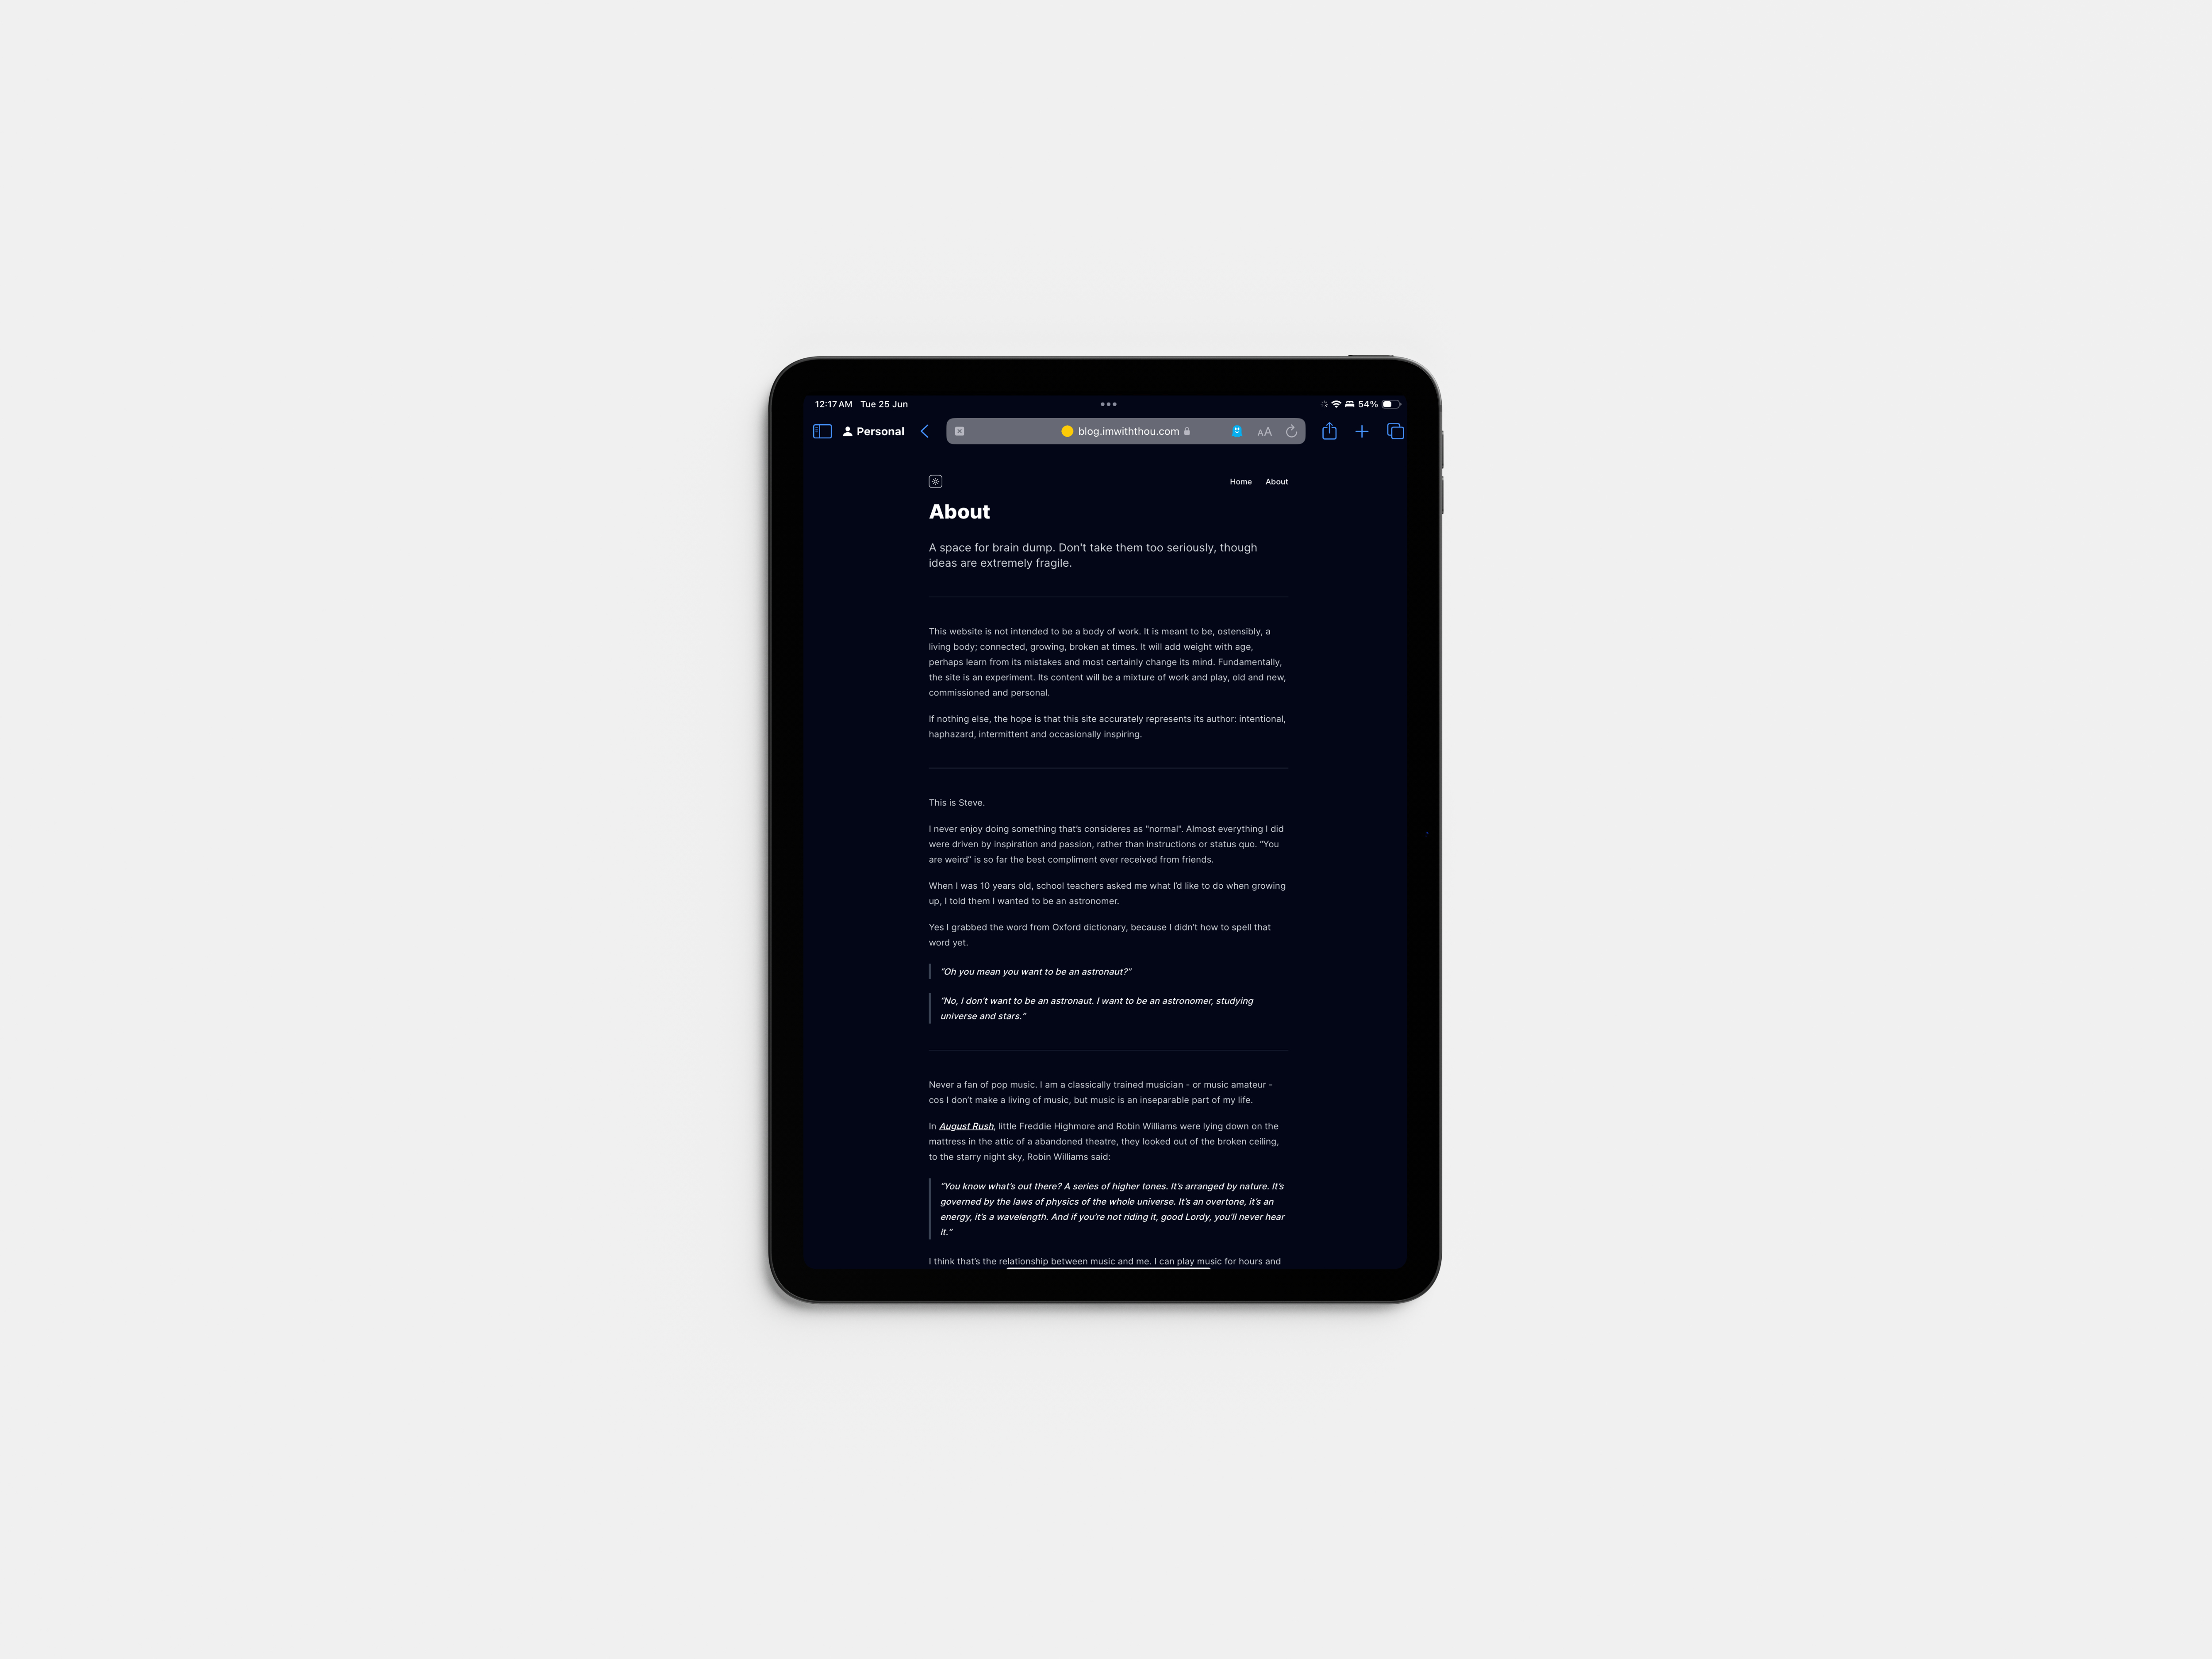 12:17 AM Tue 25 Jun
54%
Personal
blog.imwiththou.com
AA
Home About
About
A space for brain dump. Don't take them too seriously, though
ideas are extremely fragile.
This website is not intended to be a body of work. It is meant to be, ostensibly, a
living body; connected, growing, broken at times. It will add weight with age,
perhaps learn from its mistakes and most certainly change its mind. Fundamentally,
the site is an experiment. Its content will be a mixture of work and play, old and new,
commissioned and personal.
If nothing else, the hope is that this site accurately represents its author: intentional,
haphazard, intermittent and occasionally inspiring.
This is Steve.
I never enjoy doing something that’s consideres as “normal”. Almost everything I did
were driven by inspiration and passion, rather than instructions or status quo. “You
are weird” is so far the best compliment ever received from friends.
When I was 10 years old, school teachers asked me what I’d like to do when growing
up, I told them I wanted to be an astronomer.
Yes I grabbed the word from Oxford dictionary, because I didn’t how to spell that
word yet.
“Oh you mean you want to be an astronaut?”
“No, I don’t want to be an astronaut. I want to be an astronomer, studying
universe and stars.”
Never a fan of pop music. I am a classically trained musician - or music amateur -
cos I don’t make a living of music, but music is an inseparable part of my life.
In August Rush, little Freddie Highmore and Robin Williams were lying down on the
mattress in the attic of a abandoned theatre, they looked out of the broken ceiling,
to the starry night sky, Robin Williams said:
“You know what’s out there? A series of higher tones. It’s arranged by nature. It’s
governed by the laws of physics of the whole universe. It’s an overtone, it’s an
energy, it’s a wavelength. And if you’re not riding it, good Lordy, you’ll never hear
it.”
I think that’s the relationship between music and me. I can play music for hours and